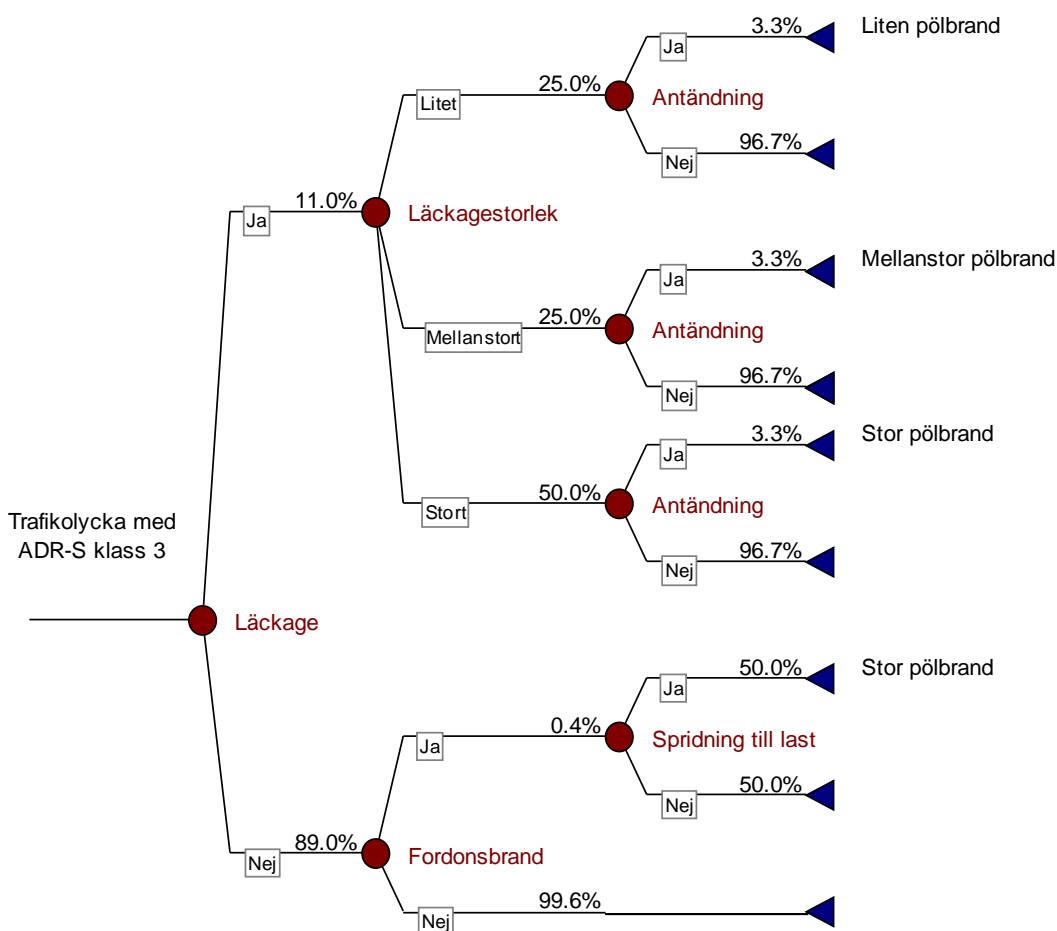 3.3%
Liten pölbrand
Ja
25.0%
Litet
Antändning
96.7%
Nej
11.0%
Ja
Läckagestorlek
3.3%
Mellanstor pölbrand
Ja
25.0%
Mellanstort
Antändning
96.7%
Nej
3.3%
Stor pölbrand
Ja
50.0%
Stort
Antändning
96.7%
Nej
Trafikolycka med
ADR-S klass 3
Läckage
50.0%
Stor pölbrand
Ja
0.4%
Ja
Spridning till last
50.0%
Nej
89.0%
Nej
Fordonsbrand
99.6%
Nej